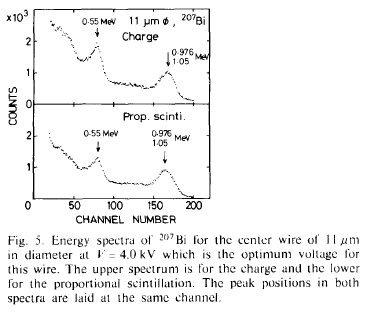 ×10³
11 μm ϕ, ²⁰⁷Bi
Charge
0.55 MeV
0.976 MeV
1.05
2
1
0
COUNTS
Prop. scinti.
0.55 MeV
0.976 MeV
1.05
2
1
0 50 100 150 200
CHANNEL NUMBER
Fig. 5. Energy spectra of ²⁰⁷Bi for the center wire of 11 μm
in diameter at V = 4.0 kV which is the optimum voltage for
this wire. The upper spectrum is for the charge and the lower
for the proportional scintillation. The peak positions in both
spectra are laid at the same channel.